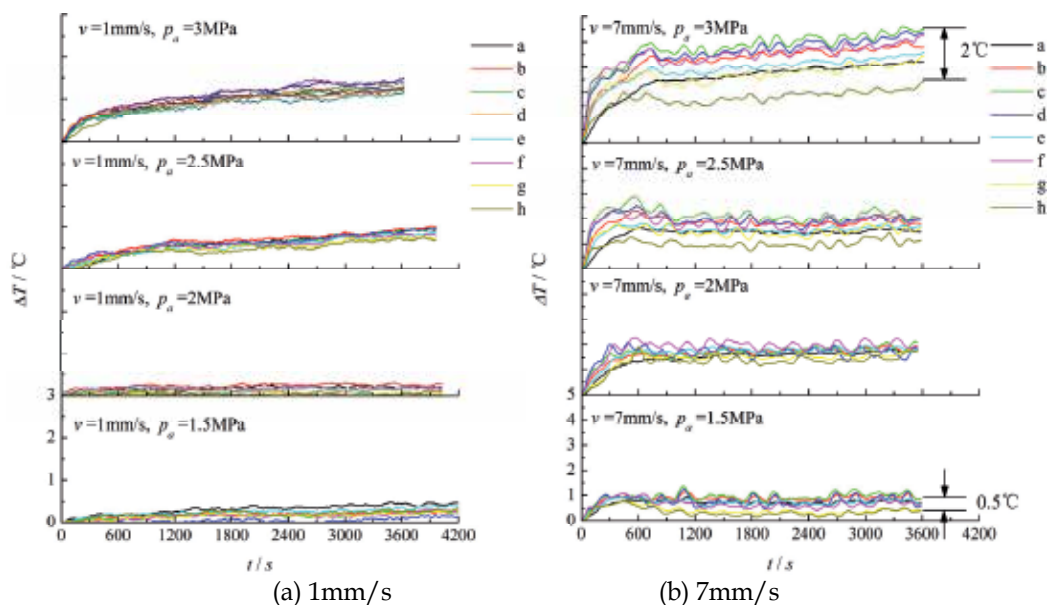 v=1mm/s, pₐ=3MPa
a
b
c
d
e
f
g
h
v=1mm/s, pₐ=2.5MPa
v=1mm/s, pₐ=2MPa
v=1mm/s, pₐ=1.5MPa
ΔT / ℃
3
2
1
0
0 600 1200 1800 2400 3000 3600 4200
t / s
(a) 1mm/s
v=7mm/s, pₐ=3MPa
2℃
a
b
c
d
e
f
g
h
v=7mm/s, pₐ=2.5MPa
v=7mm/s, pₐ=2MPa
v=7mm/s, pₐ=1.5MPa
0.5℃
ΔT / ℃
5
4
3
2
1
0
0 600 1200 1800 2400 3000 3600 4200
t / s
(b) 7mm/s